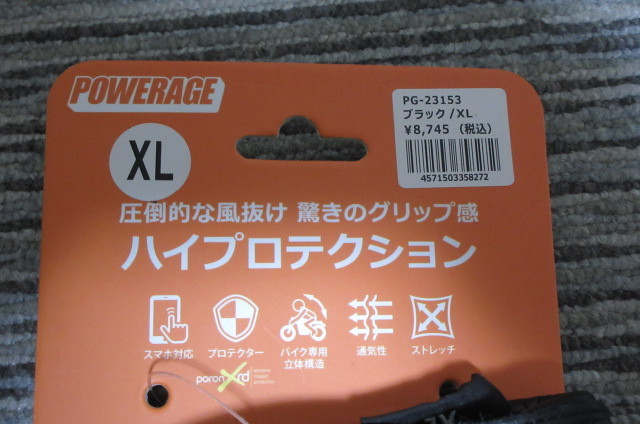 POWERAGE
PG-23153
ブラック/XL
¥8,745 (税込)
4571503358272
XL
圧倒的な風抜け 驚きのグリップ感
ハイプロテクション
スマホ対応
プロテクター
バイク専用
立体構造
通気性
ストレッチ
poron Xrd